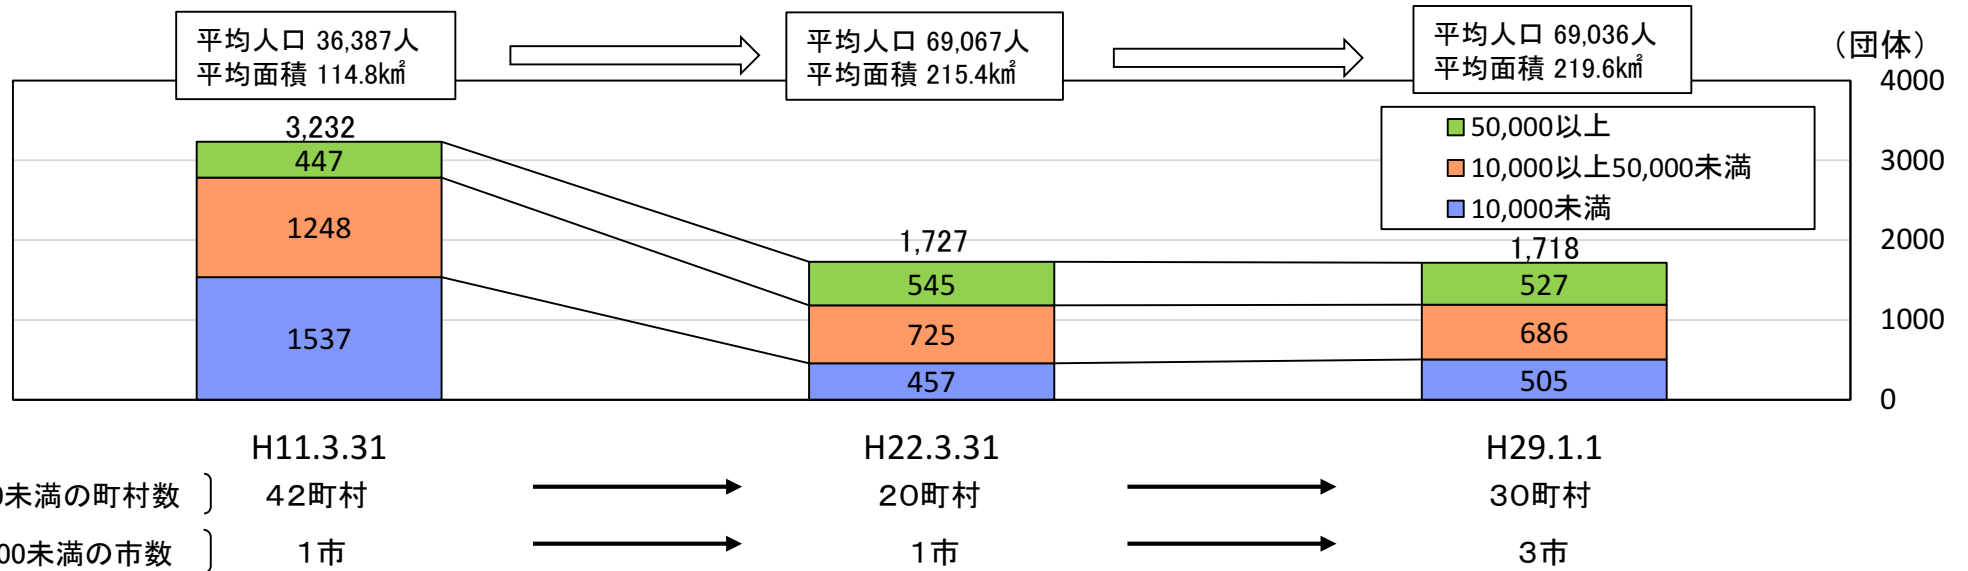 平均人口 36,387人
平均面積 114.8㎢
平均人口 69,067人
平均面積 215.4㎢
平均人口 69,036人
平均面積 219.6㎢
（団体）
4000
3000
2000
1000
0
50,000以上
10,000以上50,000未満
10,000未満
3,232
447
1248
1537
1,727
545
725
457
1,718
527
686
505
H11.3.31
H22.3.31
H29.1.1
0未満の町村数
42町村
20町村
30町村
00未満の市数
1市
1市
3市